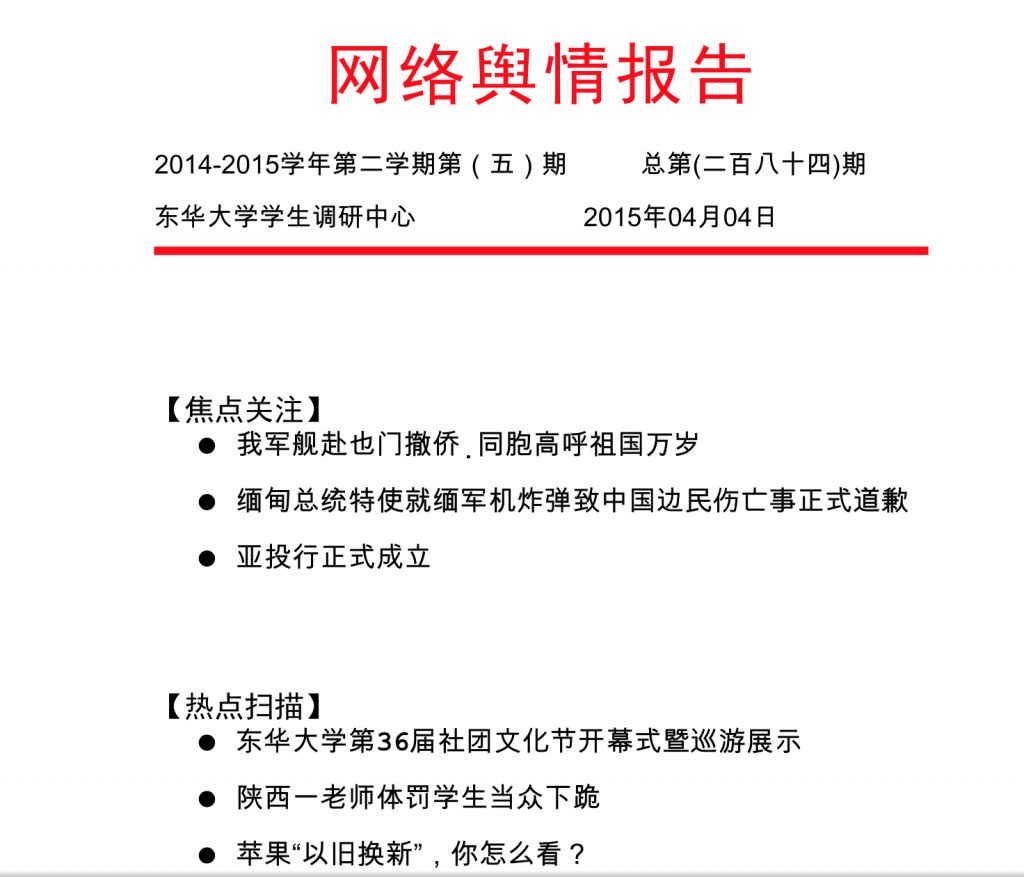 网络舆情报告
2014-2015学年第二学期第（五）期 总第(二百八十四)期
东华大学学生调研中心 2015年04月04日
【焦点关注】
● 我军舰赴也门撤侨 . 同胞高呼祖国万岁
● 缅甸总统特使就缅军机炸弹致中国边民伤亡事正式道歉
● 亚投行正式成立
【热点扫描】
● 东华大学第36届社团文化节开幕式暨巡游展示
● 陕西一老师体罚学生当众下跪
● 苹果“以旧换新”，你怎么看？